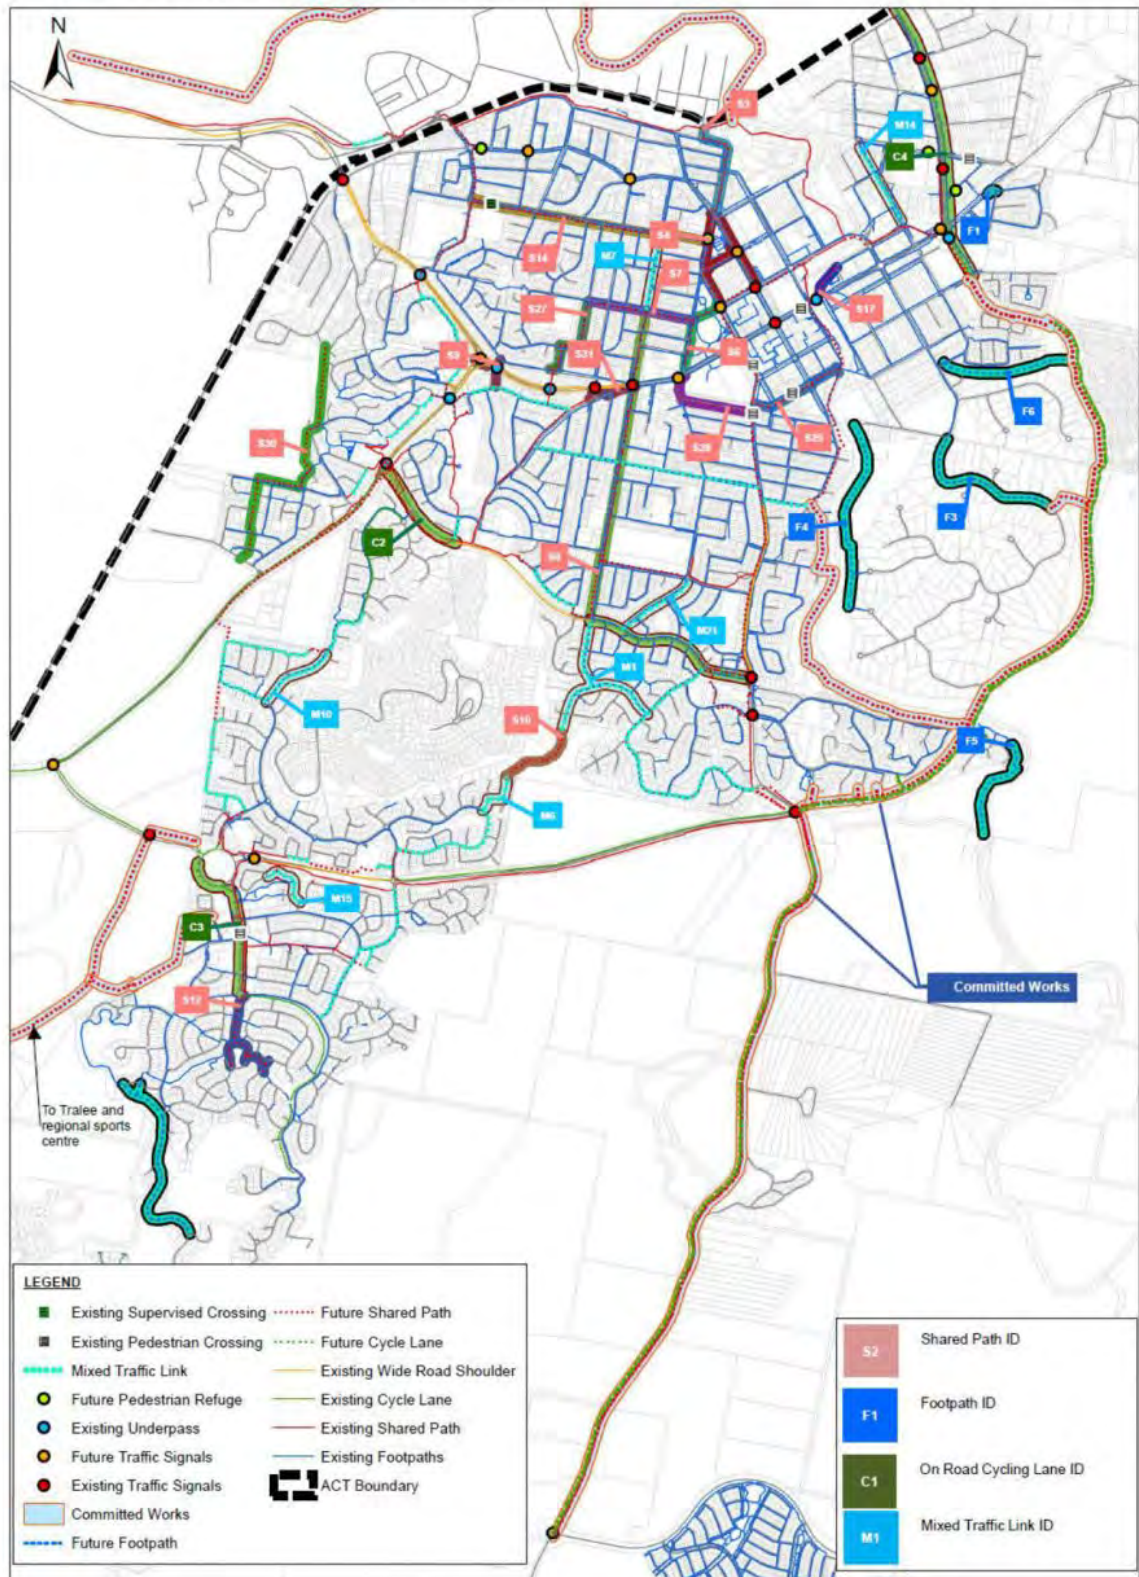 N
S3
M14
C4
F1
S4
S14
M7
S7
S27
S17
S9
S31
S6
F6
S30
S28
S25
F3
F4
C2
S8
M21
M1
M10
S16
F5
M6
M15
C3
Committed Works
S12
To Tralee and
regional sports
centre
LEGEND
Existing Supervised Crossing
Future Shared Path
Existing Pedestrian Crossing
Future Cycle Lane
Mixed Traffic Link
Existing Wide Road Shoulder
Future Pedestrian Refuge
Existing Cycle Lane
Existing Underpass
Existing Shared Path
Future Traffic Signals
Existing Footpaths
Existing Traffic Signals
ACT Boundary
Committed Works
Future Footpath
S2 Shared Path ID
F1 Footpath ID
C1 On Road Cycling Lane ID
M1 Mixed Traffic Link ID